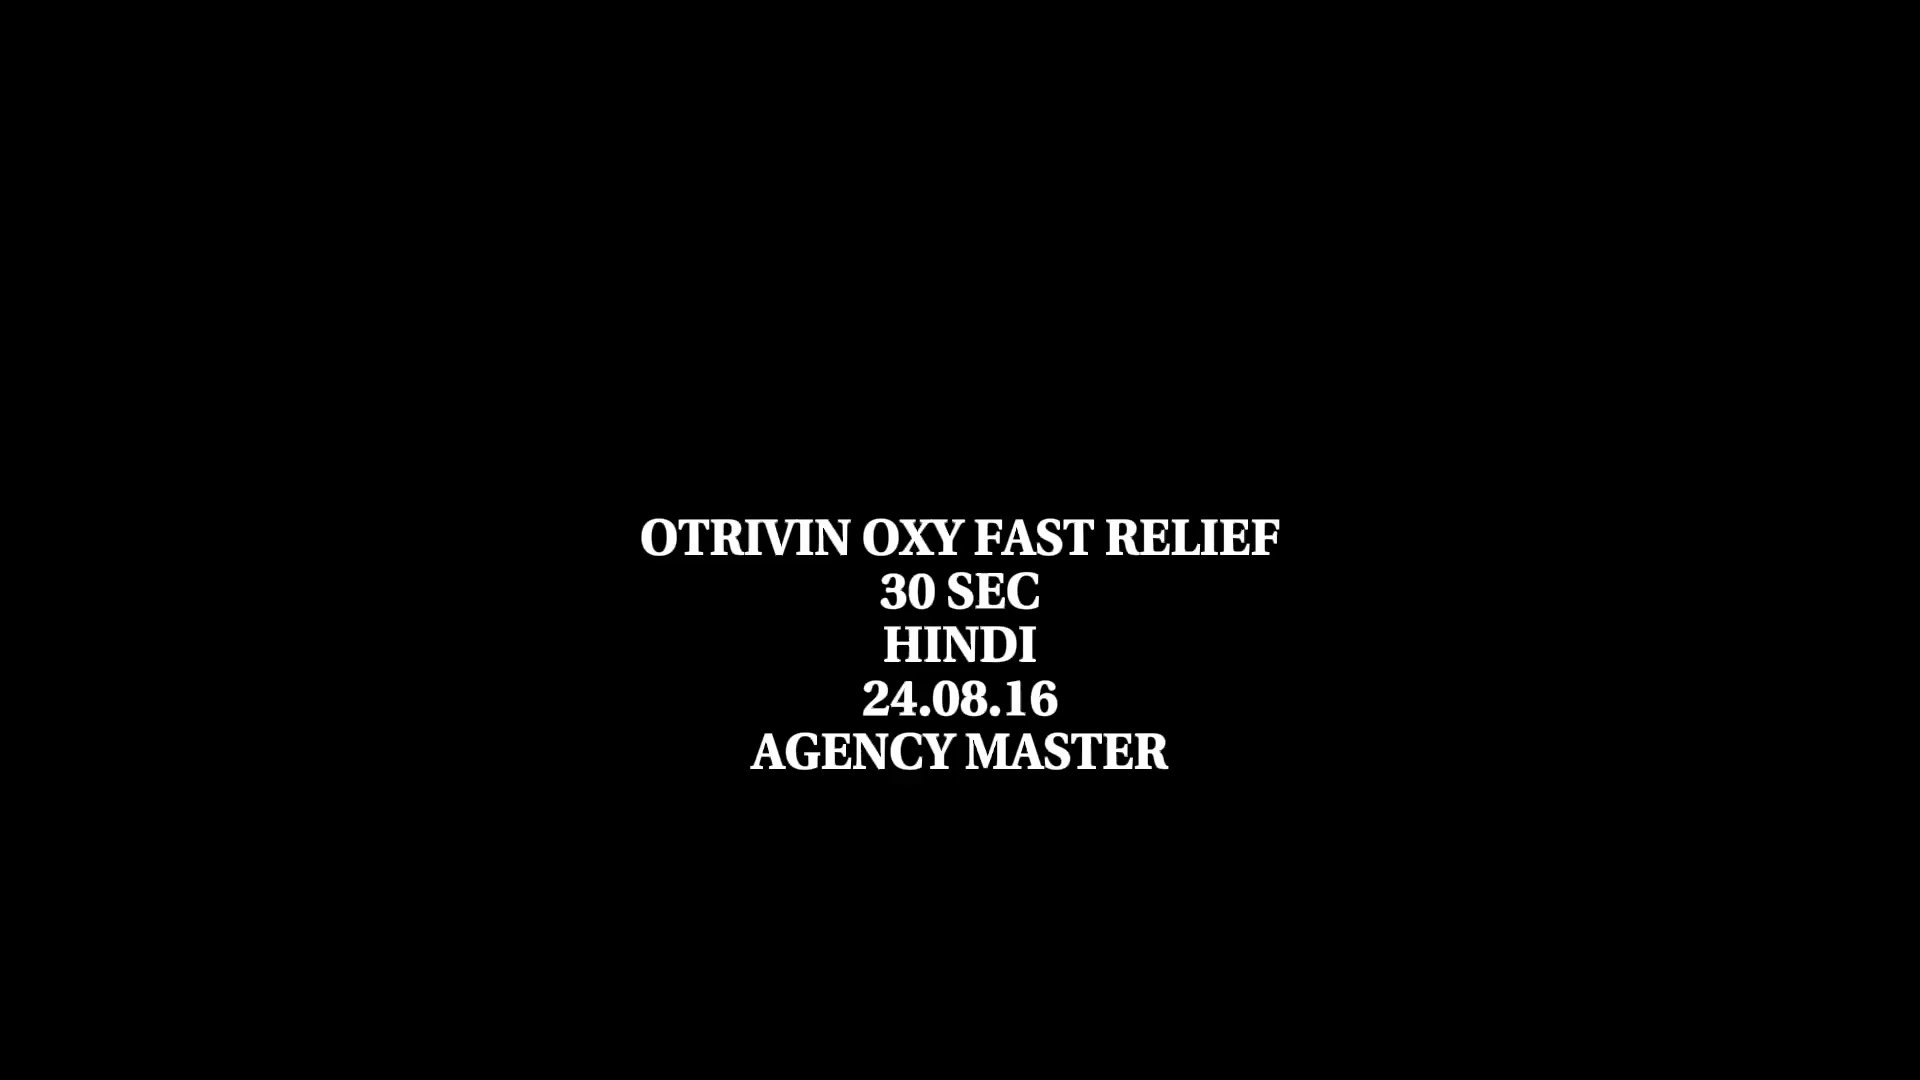 OTRIVIN OXY FAST RELIEF
30 SEC
HINDI
24.08.16
AGENCY MASTER